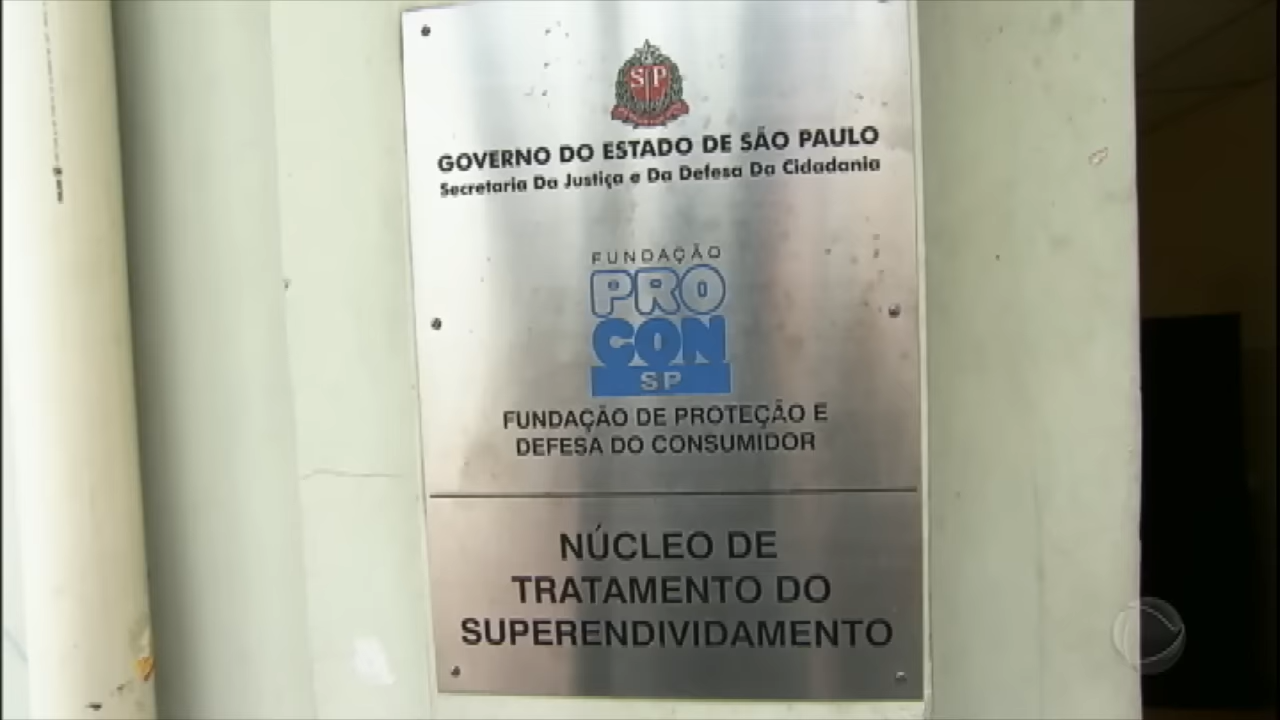 SP
GOVERNO DO ESTADO DE SÃO PAULO
Secretaria Da Justiça e Da Defesa Da Cidadania
FUNDAÇÃO
PRO
CON
SP
FUNDAÇÃO DE PROTEÇÃO E
DEFESA DO CONSUMIDOR
NÚCLEO DE
TRATAMENTO DO
SUPERENDIVIDAMENTO